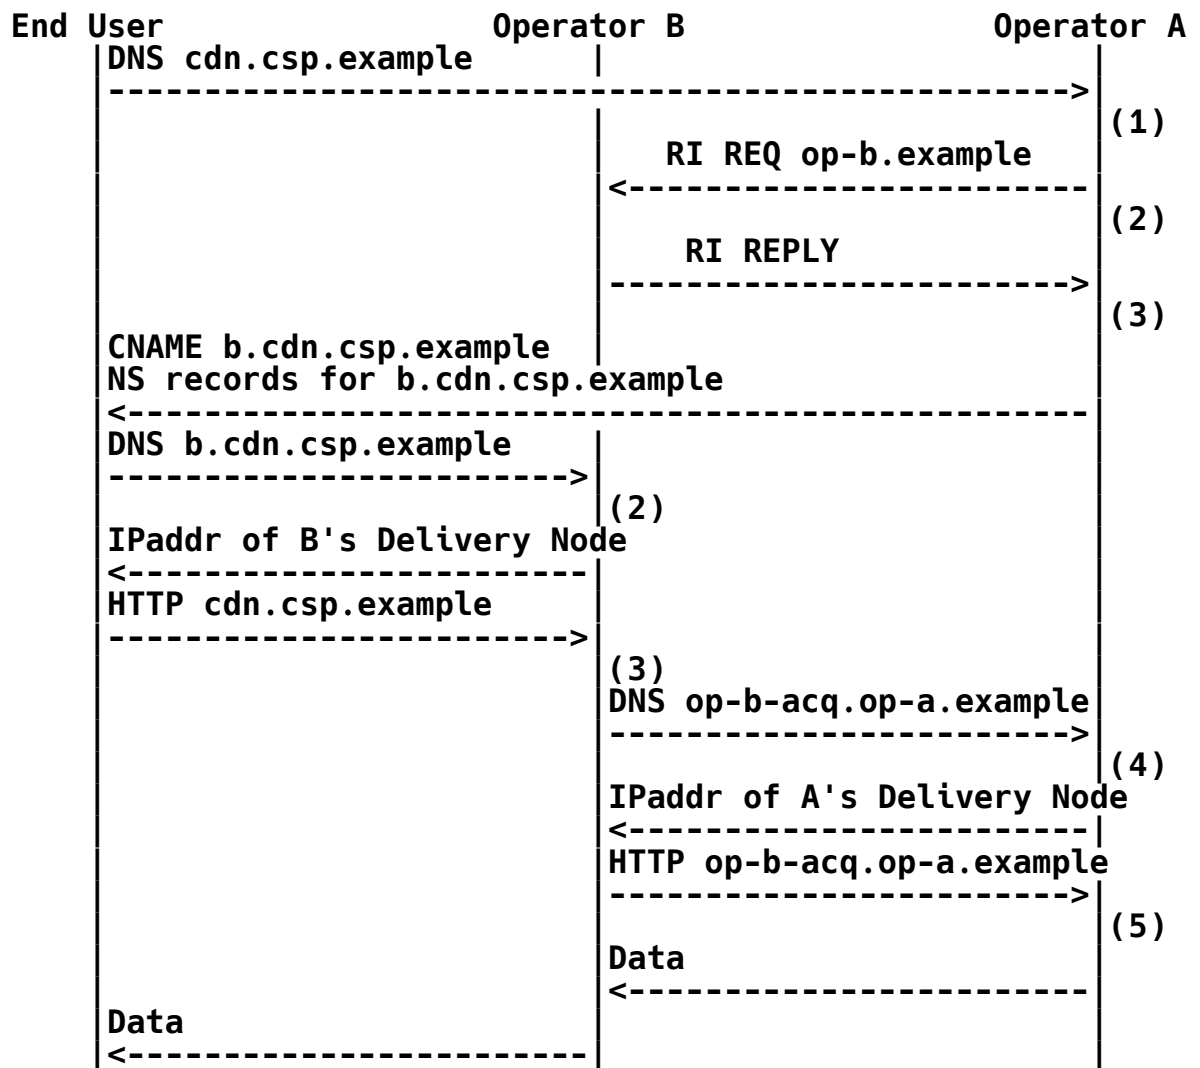 End User Operator B Operator A
DNS cdn.csp.example
(1)
RI REQ op-b.example
(2)
RI REPLY
(3)
CNAME b.cdn.csp.example
NS records for b.cdn.csp.example
DNS b.cdn.csp.example
(2)
IPaddr of B's Delivery Node
HTTP cdn.csp.example
(3)
DNS op-b-acq.op-a.example
(4)
IPaddr of A's Delivery Node
HTTP op-b-acq.op-a.example
(5)
Data
Data